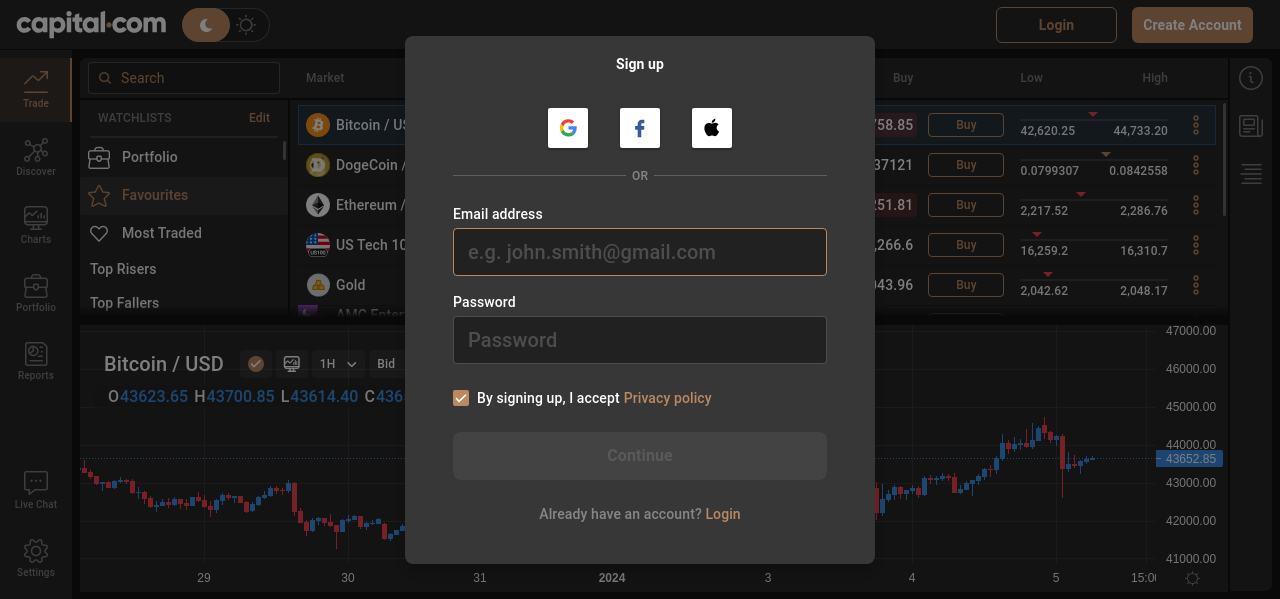 capital.com
Login
Create Account
Search
Market
Buy
Low
High
Trade
WATCHLISTS
Edit
Discover
Portfolio
Favourites
Most Traded
Top Risers
Top Fallers
Charts
Portfolio
Reports
Live Chat
Settings
Bitcoin / US
58.85
Buy
42,620.25
44,733.20
DogeCoin /
37121
Buy
0.0799307
0.0842558
Ethereum /
251.81
Buy
2,217.52
2,286.76
US100
US Tech 10
,266.6
Buy
16,259.2
16,310.7
Gold
043.96
Buy
2,042.62
2,048.17
AMC Enter
Sign up
OR
Email address
e.g. john.smith@gmail.com
Password
Password
By signing up, I accept Privacy policy
Continue
Already have an account? Login
Bitcoin / USD
1H
Bid
O43623.65 H43700.85 L43614.40 C436
47000.00
46000.00
45000.00
44000.00
43652.85
43000.00
42000.00
41000.00
29
30
31
2024
3
4
5
15:00